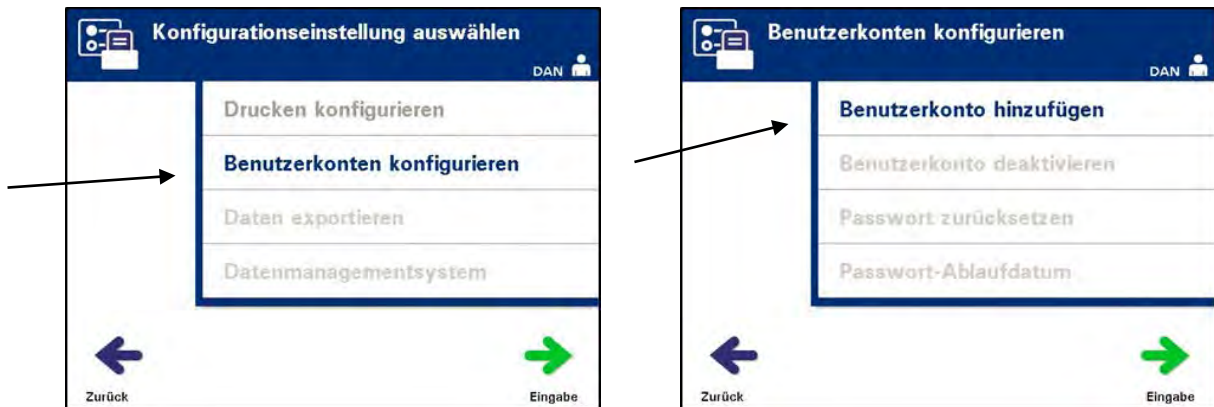 Konfigurationseinstellung auswählen
DAN
Drucken konfigurieren
Benutzerkonten konfigurieren
Daten exportieren
Datenmanagementsystem
Zurück
Eingabe
Benutzerkonten konfigurieren
DAN
Benutzerkonto hinzufügen
Benutzerkonto deaktivieren
Passwort zurücksetzen
Passwort-Ablaufdatum
Zurück
Eingabe